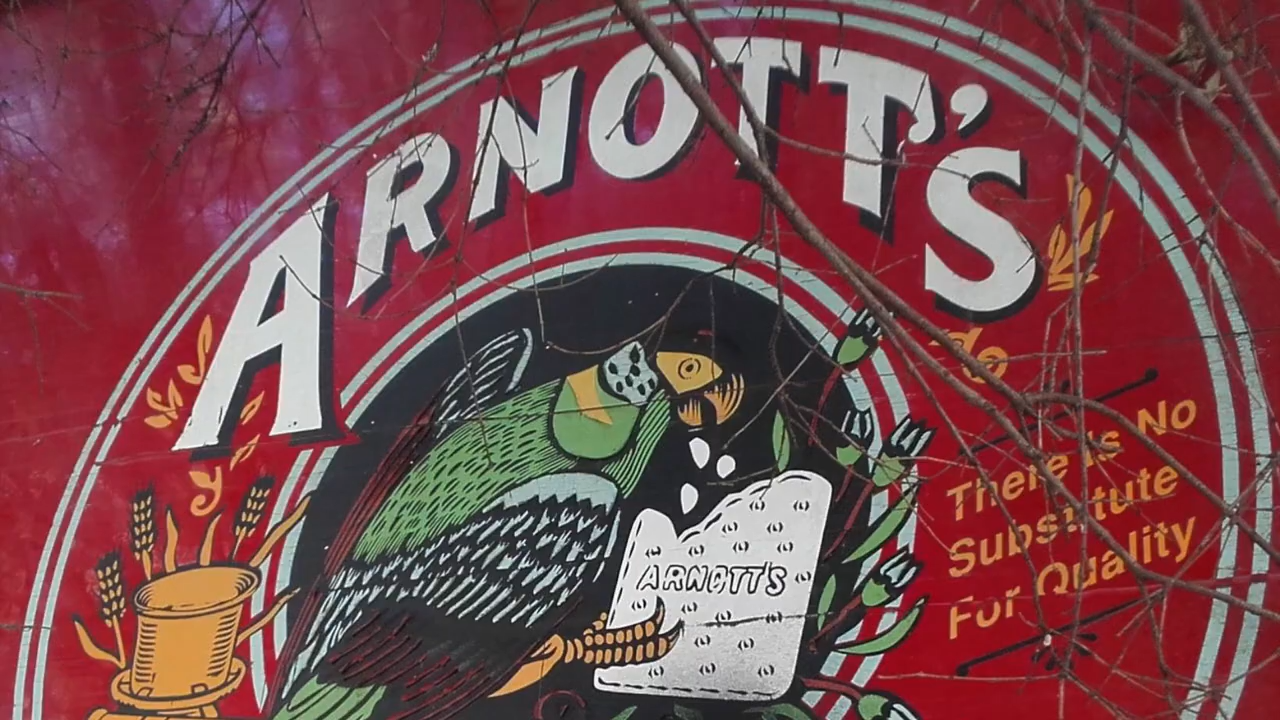 ARNOTT'S
There is No
Substitute
For Quality
ARNOTT'S